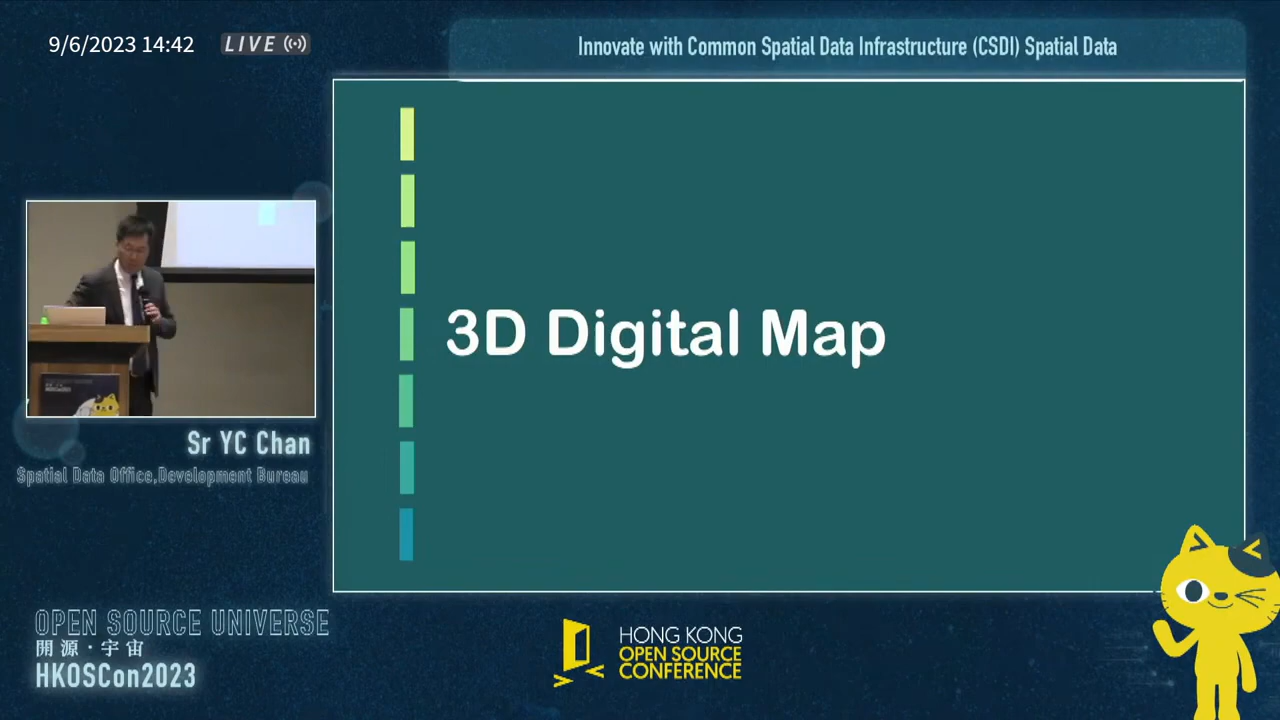 9/6/2023 14:42
LIVE
Innovate with Common Spatial Data Infrastructure (CSDI) Spatial Data
3D Digital Map
Sr YC Chan
Spatial Data Office,Development Bureau
OPEN SOURCE UNIVERSE
開源・宇宙
HKOSCon2023
HONG KONG
OPEN SOURCE
CONFERENCE